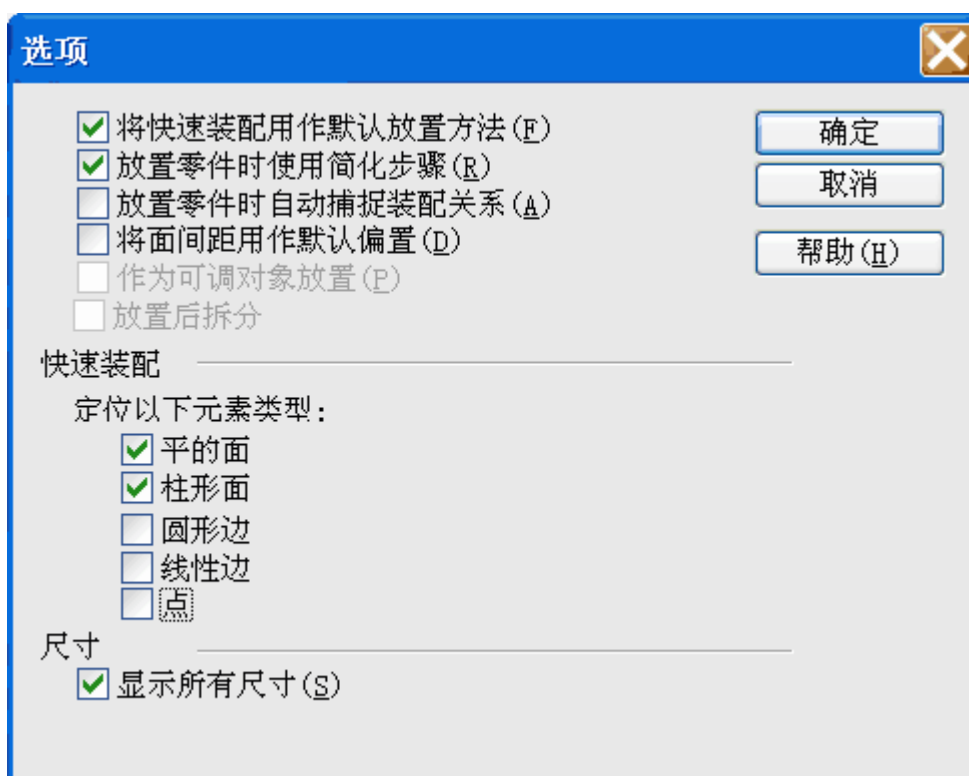 选项
将快速装配用作默认放置方法(F)
放置零件时使用简化步骤(R)
放置零件时自动捕捉装配关系(A)
将面间距用作默认偏置(D)
作为可调对象放置(P)
放置后拆分
确定
取消
帮助(H)
快速装配
定位以下元素类型:
平的面
柱形面
圆形边
线性边
点
尺寸
显示所有尺寸(S)